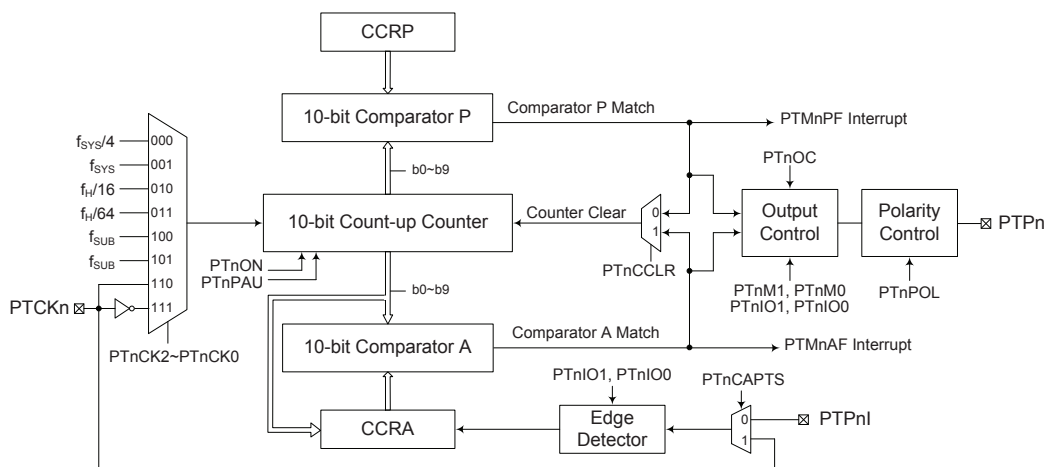 CCRP
10-bit Comparator P
Comparator P Match
PTMnPF Interrupt
b0~b9
fSYS/4
000
fSYS
001
fH/16
010
fH/64
011
fSUB
100
fSUB
101
110
111
PTCKn
PTnCK2~PTnCK0
10-bit Count-up Counter
PTnON
PTnPAU
Counter Clear
0
1
PTnCCLR
PTnOC
Output
Control
PTnM1, PTnM0
PTnIO1, PTnIO0
Polarity
Control
PTnPOL
PTPn
b0~b9
10-bit Comparator A
Comparator A Match
PTMnAF Interrupt
CCRA
PTnIO1, PTnIO0
Edge
Detector
PTnCAPTS
0
1
PTPnI